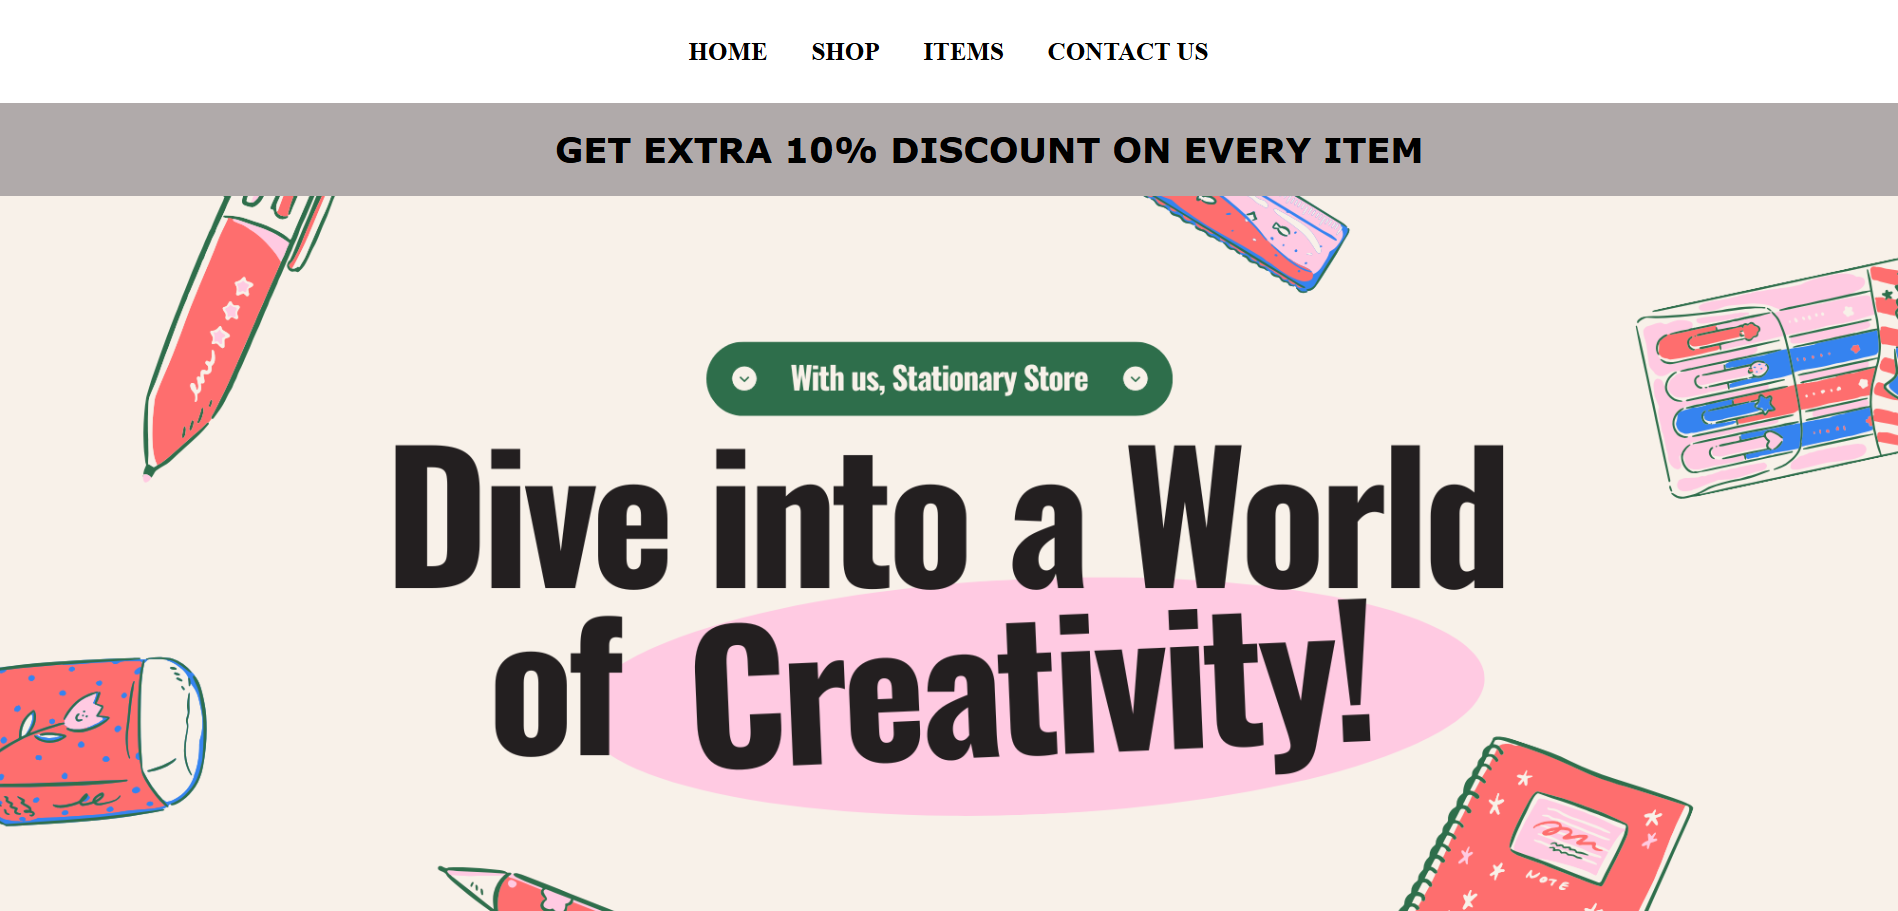 HOME SHOP ITEMS CONTACT US
GET EXTRA 10% DISCOUNT ON EVERY ITEM
With us, Stationary Store
Dive into a World
of Creativity!
NOTE